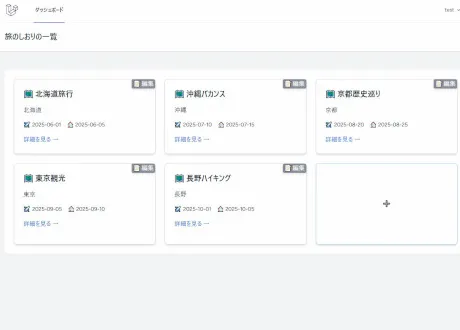 ダッシュボード
Test
旅のしおりの一覧
編集
北海道旅行
北海道
2025-06-01 2025-06-05
詳細を見る →
編集
沖縄バカンス
沖縄
2025-07-10 2025-07-15
詳細を見る →
編集
京都歴史巡り
京都
2025-08-20 2025-08-25
詳細を見る →
編集
東京観光
東京
2025-09-05 2025-09-10
詳細を見る →
編集
長野ハイキング
長野
2025-10-01 2025-10-05
詳細を見る →